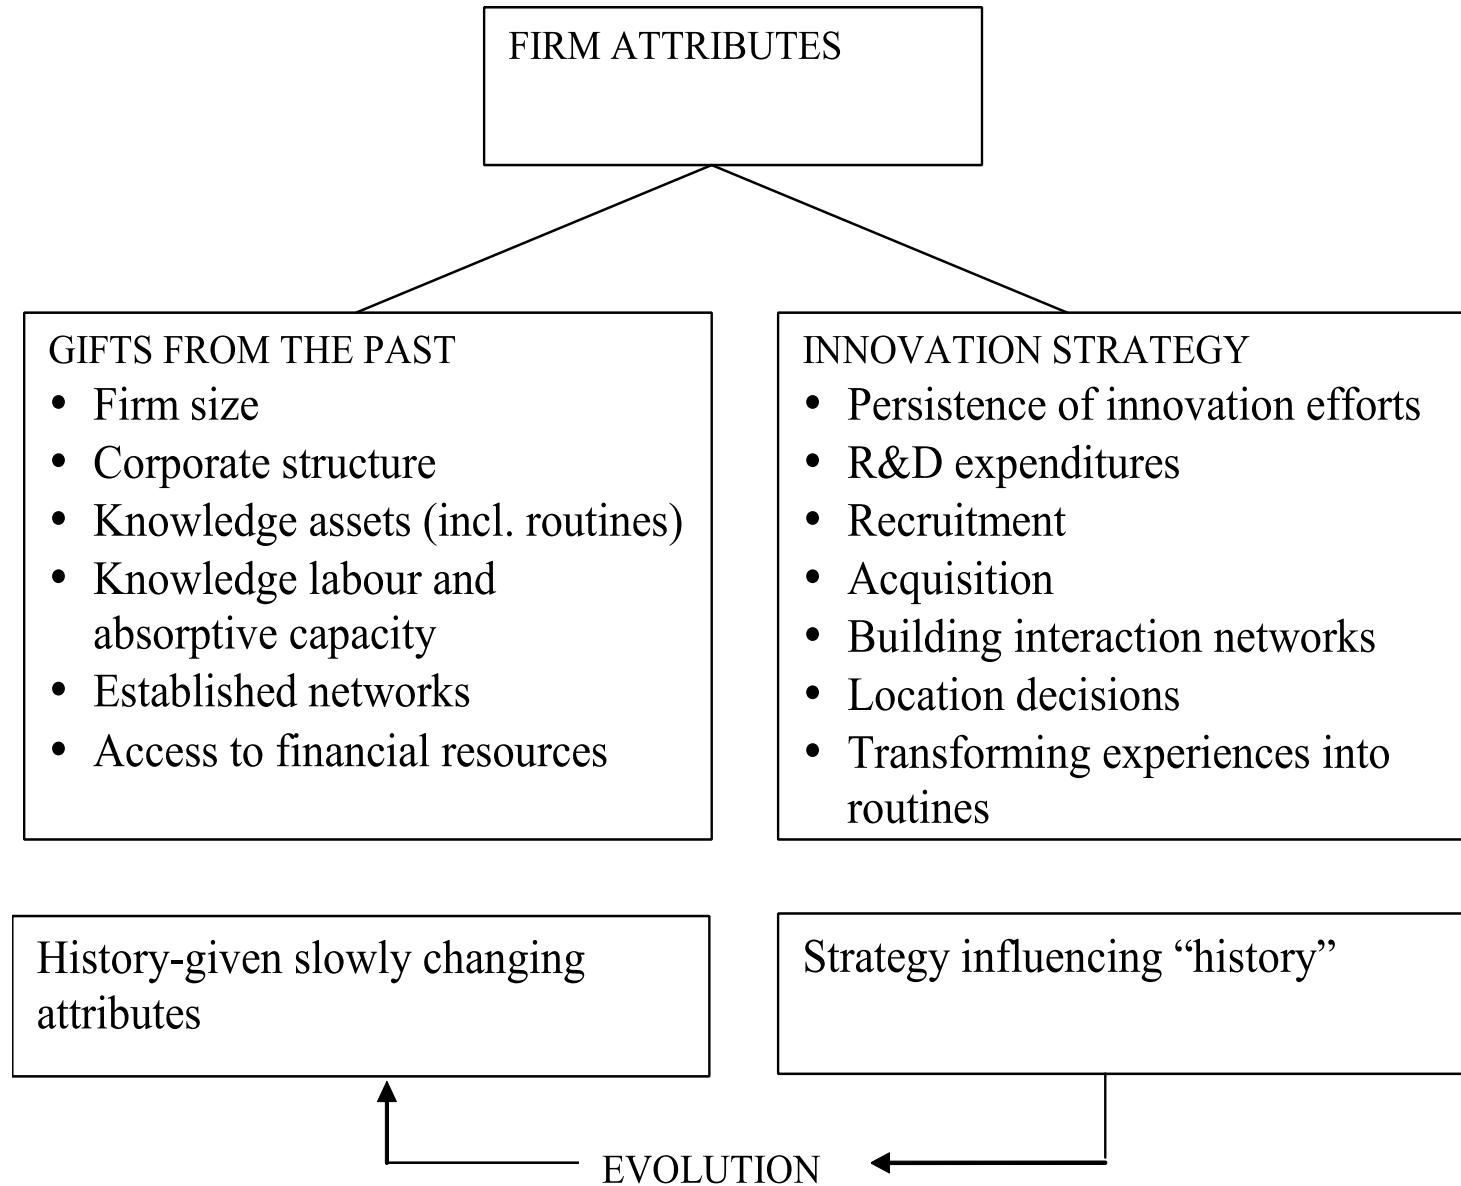 FIRM ATTRIBUTES
GIFTS FROM THE PAST
• Firm size
• Corporate structure
• Knowledge assets (incl. routines)
• Knowledge labour and
absorptive capacity
• Established networks
• Access to financial resources
INNOVATION STRATEGY
• Persistence of innovation efforts
• R&D expenditures
• Recruitment
• Acquisition
• Building interaction networks
• Location decisions
• Transforming experiences into
routines
History-given slowly changing
attributes
Strategy influencing “history”
EVOLUTION